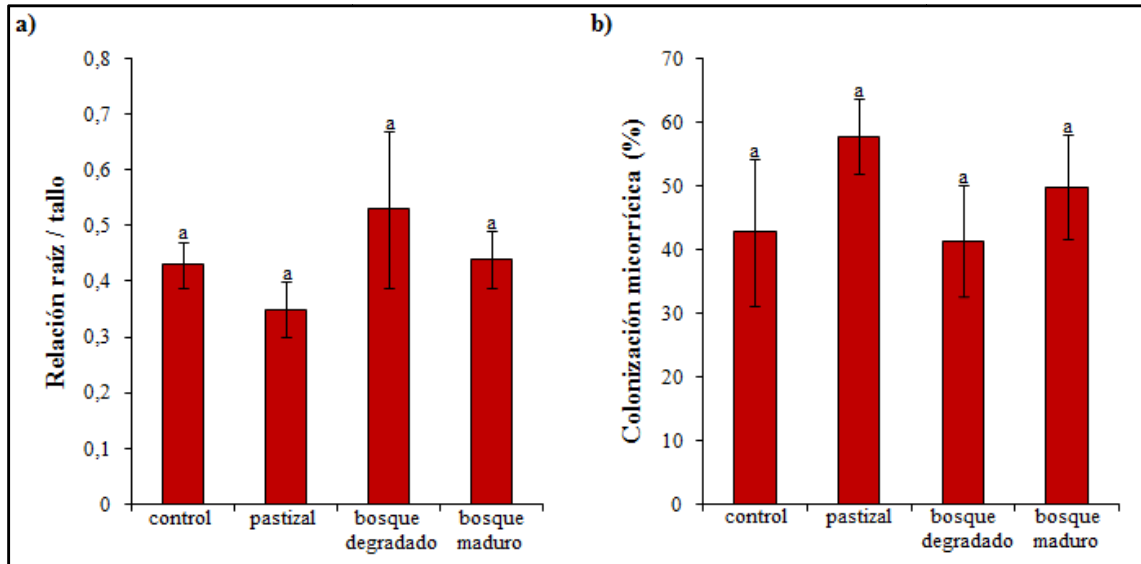 a)
0,8
0,7
0,6
0,5
0,4
0,3
0,2
0,1
0
Relación raíz / tallo
a
a
a
a
control
pastizal
bosque
degradado
bosque
maduro
b)
70
60
50
40
30
20
10
0
Colonización micorrícica (%)
a
a
a
a
control
pastizal
bosque
degradado
bosque
maduro